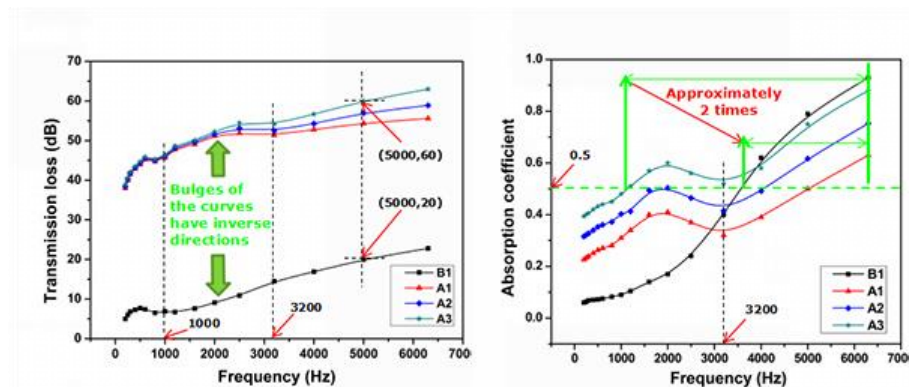 70
60
50
40
30
20
10
0
Transmission loss (dB)
Bulges of
the curves
have inverse
directions
(5000,60)
(5000,20)
1000
3200
B1
A1
A2
A3
0
1000
2000
3000
4000
5000
6000
700
Frequency (Hz)
1.0
0.8
0.6
0.4
0.2
0.0
Absorption coefficient
0.5
Approximately
2 times
3200
B1
A1
A2
A3
0
1000
2000
3000
4000
5000
6000
7000
Frequency (Hz)